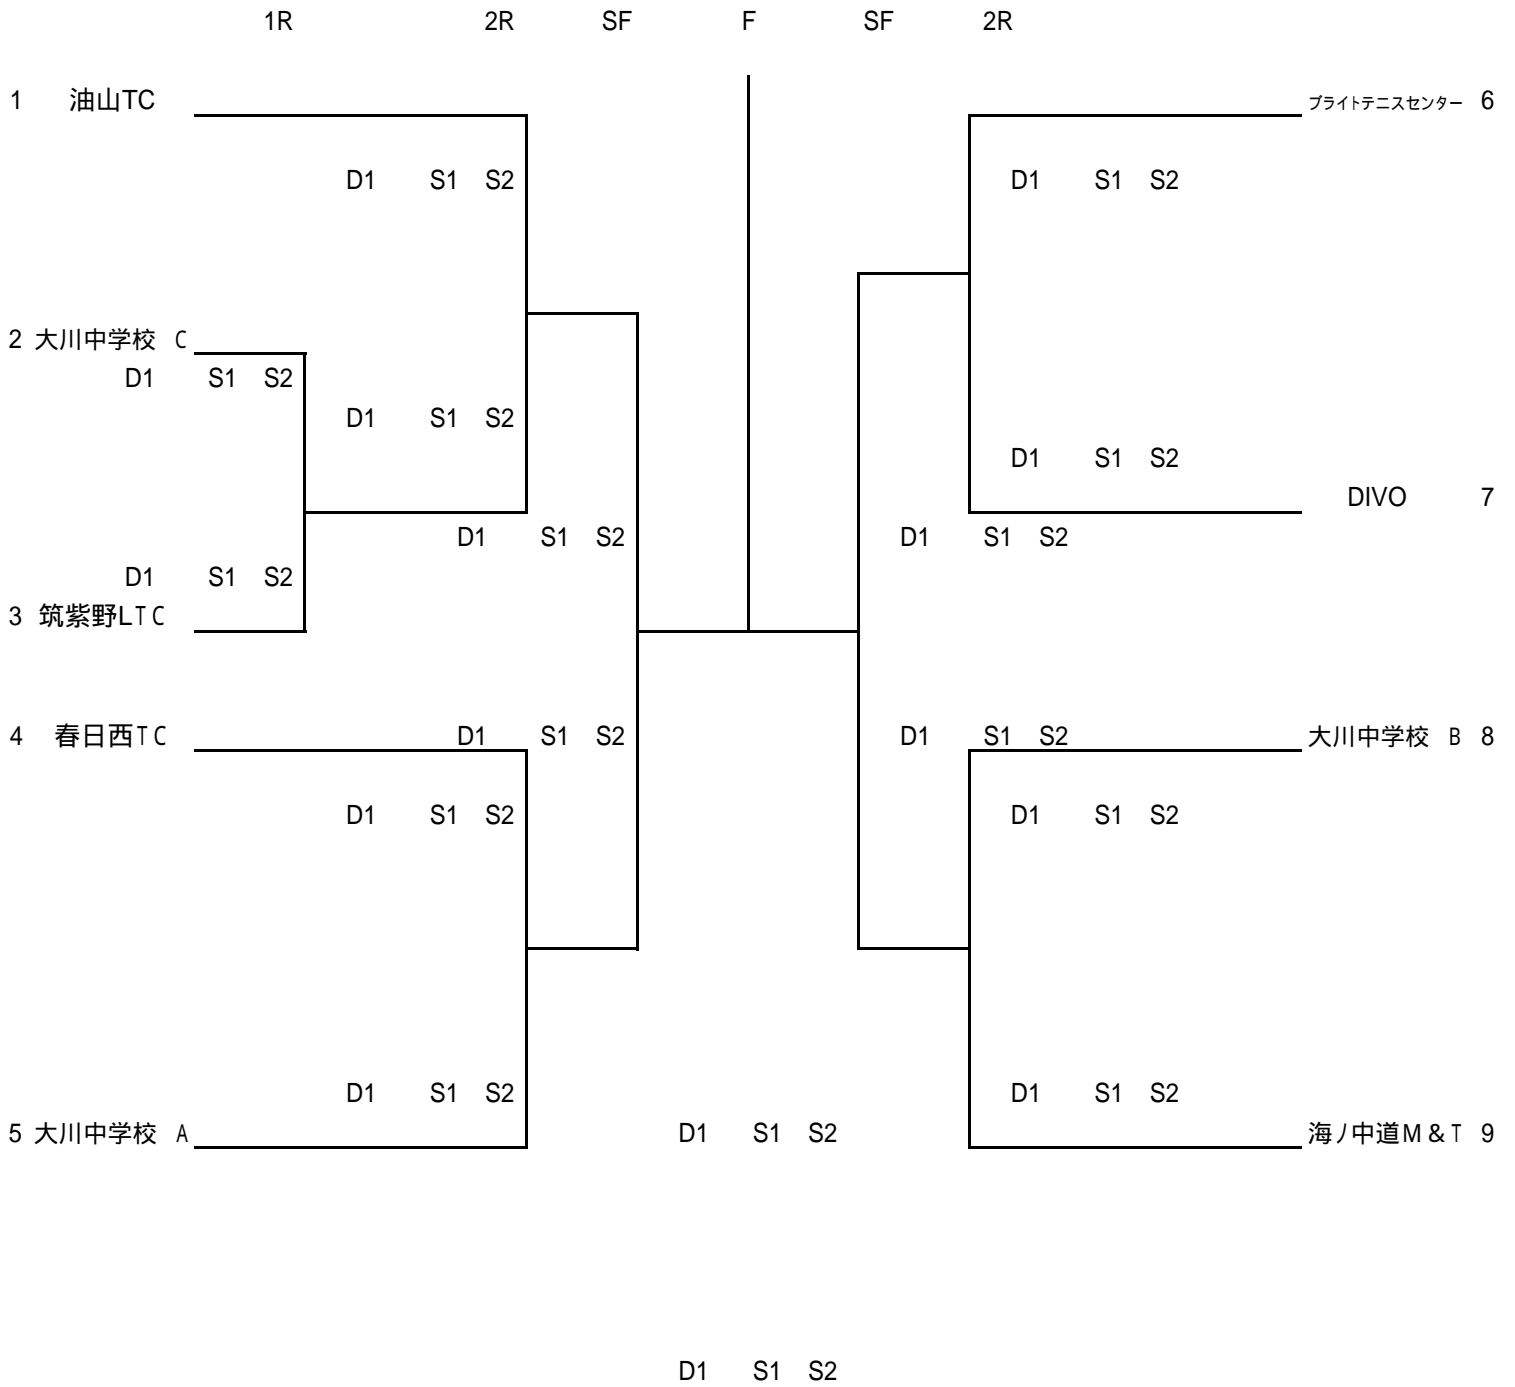 1R 2R SF F SF 2R
1 油山TC ブライトテニスセンター 6
D1 S1 S2 D1 S1 S2
2 大川中学校 C
D1 S1 S2
D1 S1 S2
D1 S1 S2
DIVO 7
D1 S1 S2 D1 S1 S2
D1 S1 S2
3 筑紫野LTC
4 春日西TC D1 S1 S2 D1 S1 S2 大川中学校 B 8
D1 S1 S2 D1 S1 S2
D1 S1 S2 D1 S1 S2
5 大川中学校 A D1 S1 S2 海ノ中道M&T 9
D1 S1 S2